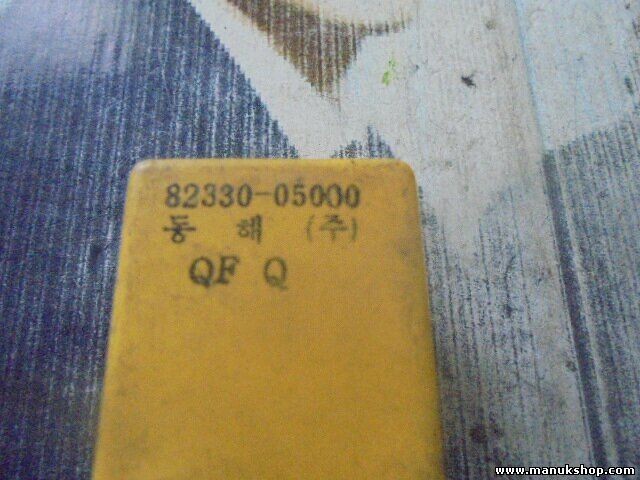 82330-05000
동 해 (주)
QF Q
www.manukshop.com